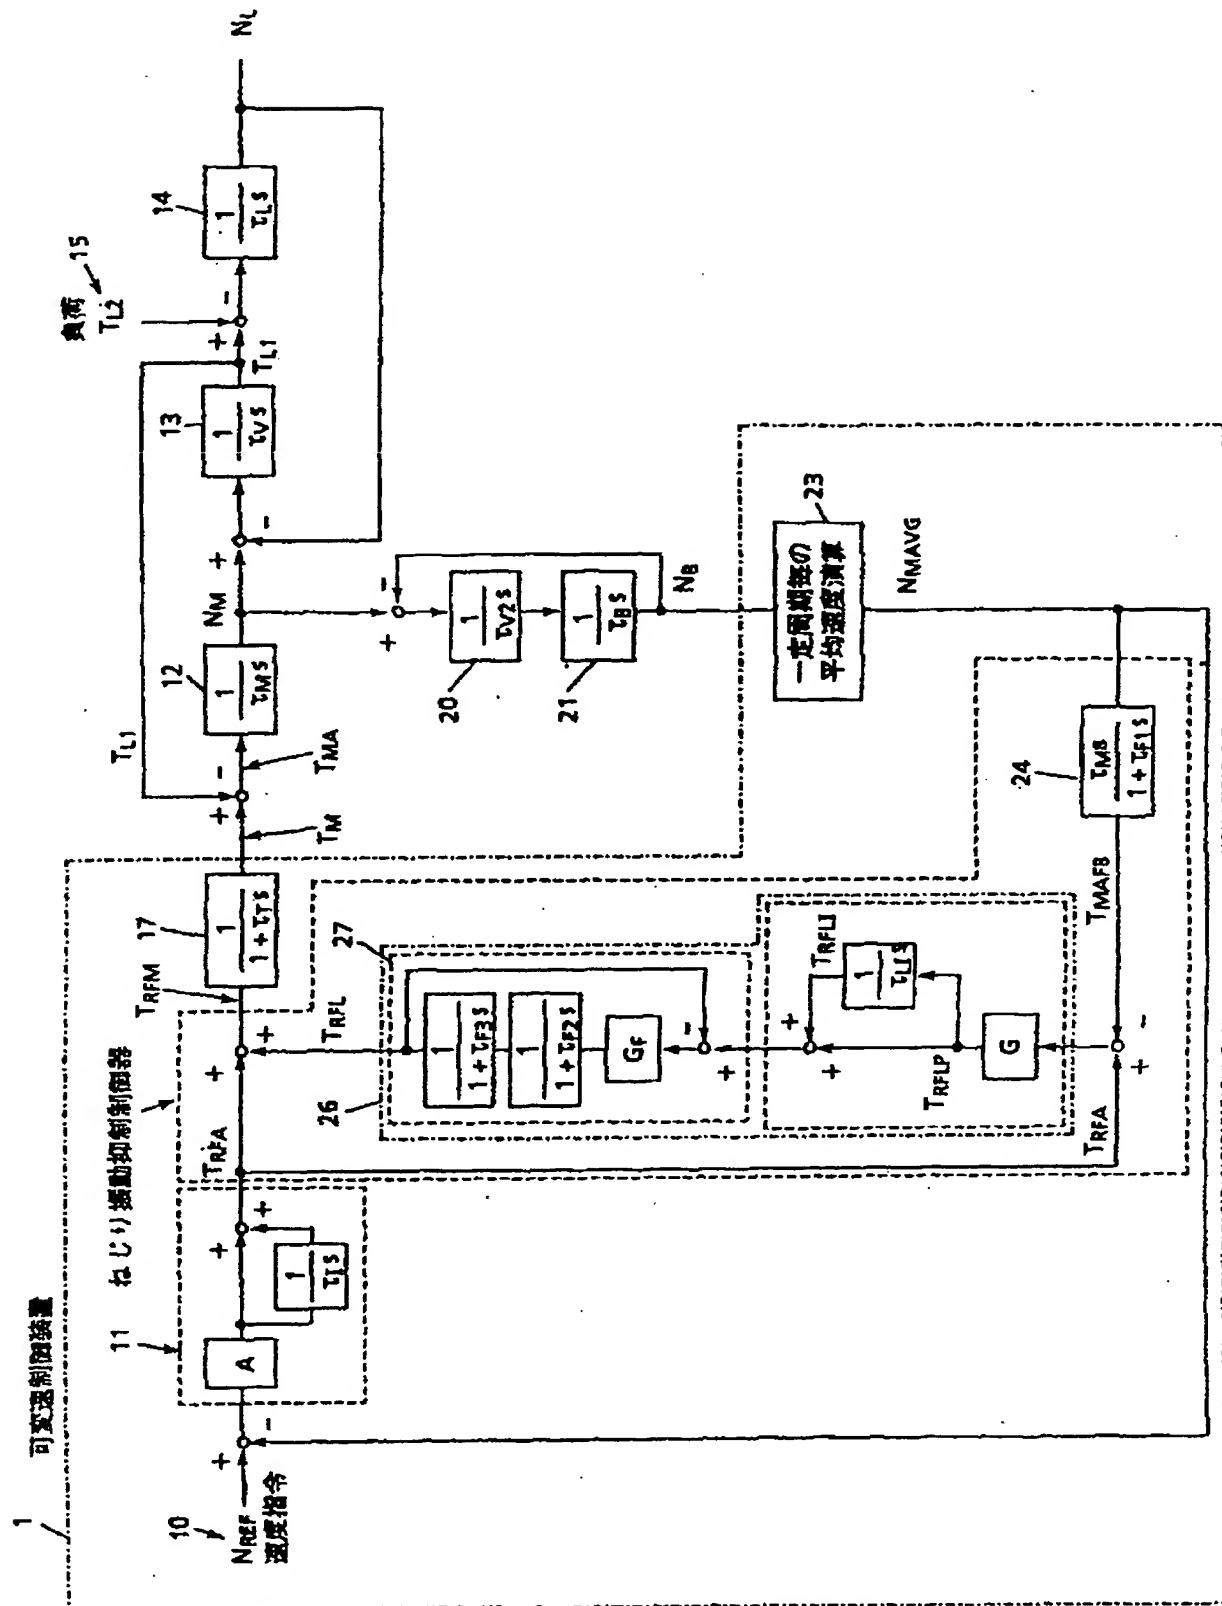 1
可変速制御装置
10
N_REF
速度指令
+
-
11
A
1
τ_I s
+
+
T_RFA
ねじり振動抑制制御器
+
+
T_RFM
17
1
1+τ_T s
T_M
+
-
T_L1
T_MA
12
1
τ_M s
N_M
+
-
13
1
τ_V s
T_L1
+
-
負荷
T_L2
15
14
1
τ_L s
N_L
+
-
20
1
τ_V2 s
21
1
τ_B s
N_B
23
一定周期毎の
平均速度演算
N_MAVG
24
τ_MB
1+τ_F1 s
T_MAFB
T_RFA
+
-
G
T_RFLP
1
τ_LI s
T_RFLI
+
+
26
27
+
-
G_F
1
1+τ_F2 s
1
1+τ_F3 s
T_RFL